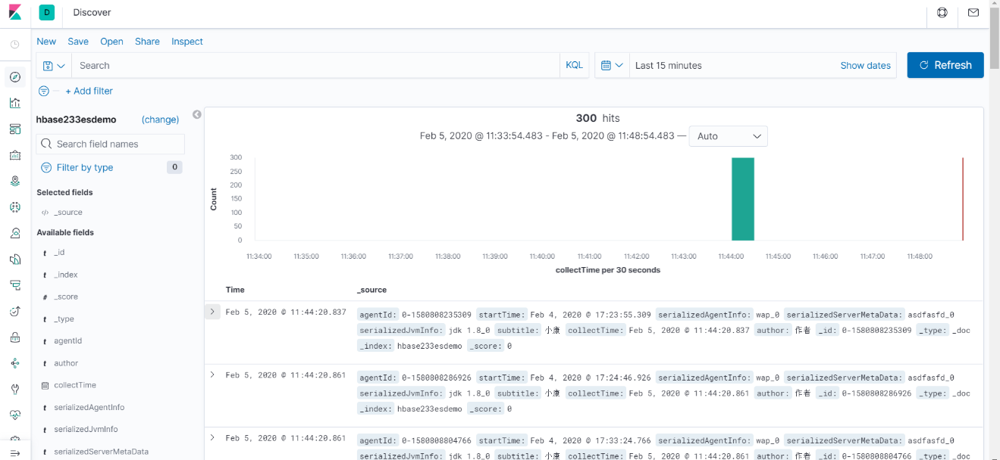 D Discover
New Save Open Share Inspect
Search KQL Last 15 minutes Show dates Refresh
+ Add filter
hbase233esdemo (change)
Search field names
Filter by type 0
Selected fields
_source
Available fields
t _id
t _index
# _score
t _type
t agentId
t author
collectTime
t serializedAgentInfo
t serializedJvmInfo
t serializedServerMetaData
300 hits
Feb 5, 2020 @ 11:33:54.483 - Feb 5, 2020 @ 11:48:54.483 — Auto
300
250
200
150
100
50
0
Count
11:34:00 11:35:00 11:36:00 11:37:00 11:38:00 11:39:00 11:40:00 11:41:00 11:42:00 11:43:00 11:44:00 11:45:00 11:46:00 11:47:00 11:48:00
collectTime per 30 seconds
Time _source
Feb 5, 2020 @ 11:44:20.837 agentId: 0-1580808235309 startTime: Feb 4, 2020 @ 17:23:55.309 serializedAgentInfo: wap_0 serializedServerMetaData: asdfasfd_0
serializedJvmInfo: jdk 1.8_0 subtitle: 小康 collectTime: Feb 5, 2020 @ 11:44:20.837 author: 作者 _id: 0-1580808235309 _type: _doc
_index: hbase233esdemo _score: 0
Feb 5, 2020 @ 11:44:20.861 agentId: 0-1580808286926 startTime: Feb 4, 2020 @ 17:24:46.926 serializedAgentInfo: wap_0 serializedServerMetaData: asdfasfd_0
serializedJvmInfo: jdk 1.8_0 subtitle: 小康 collectTime: Feb 5, 2020 @ 11:44:20.861 author: 作者 _id: 0-1580808286926 _type: _doc
_index: hbase233esdemo _score: 0
Feb 5, 2020 @ 11:44:20.861 agentId: 0-1580808804766 startTime: Feb 4, 2020 @ 17:33:24.766 serializedAgentInfo: wap_0 serializedServerMetaData: asdfasfd_0
serializedJvmInfo: jdk 1.8_0 subtitle: 小康 collectTime: Feb 5, 2020 @ 11:44:20.861 author: 作者 _id: 0-1580808804766 _type: _doc